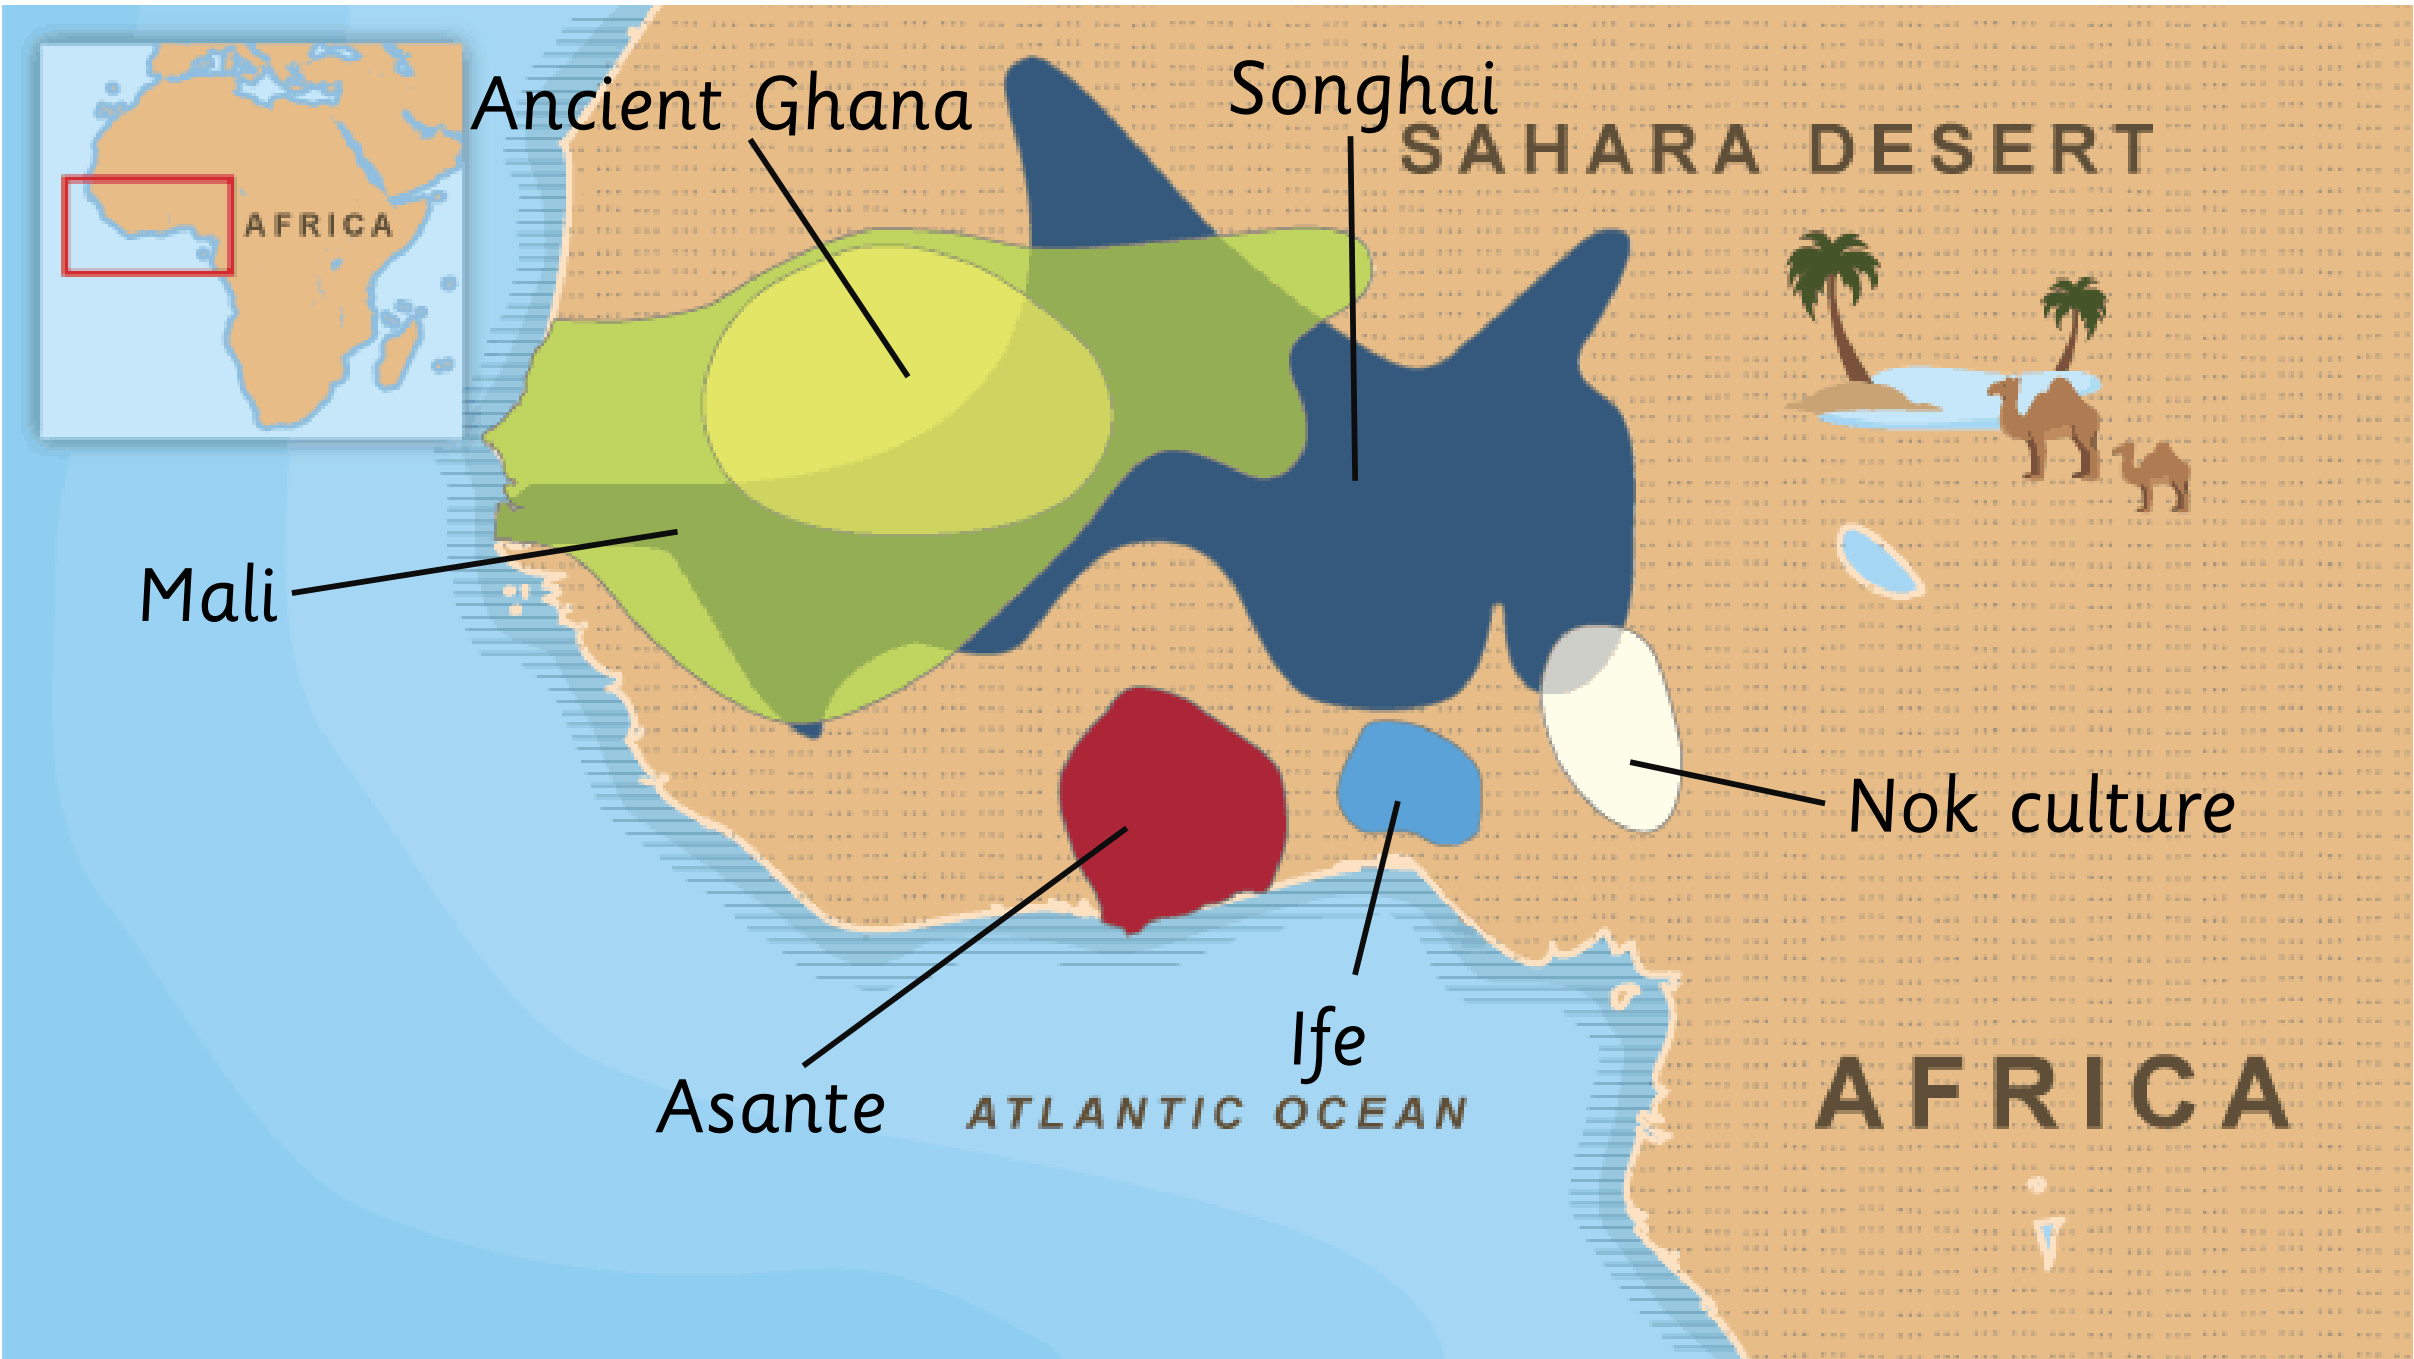 Ancient Ghana
Songhai
SAHARA DESERT
AFRICA
Mali
Nok culture
Ife
Asante
ATLANTIC OCEAN
AFRICA